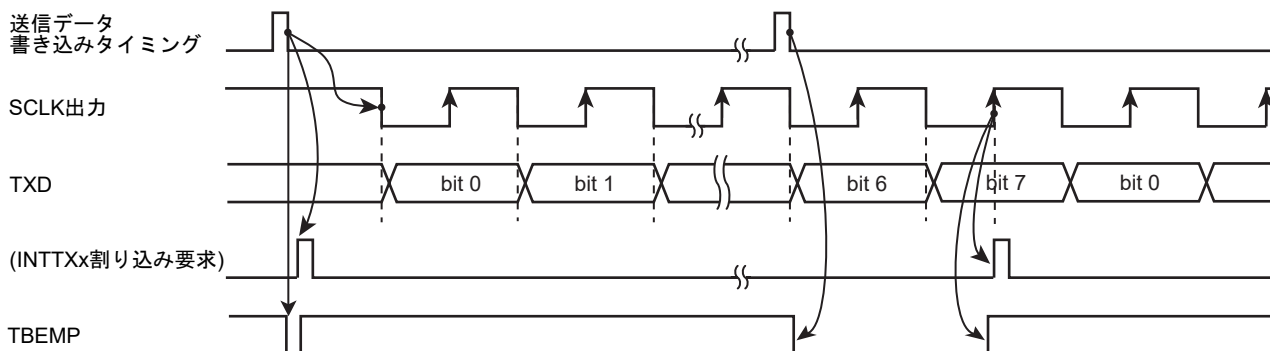 送信データ
書き込みタイミング
SCLK出力
TXD
bit 0
bit 1
bit 6
bit 7
bit 0
(INTTXx割り込み要求)
TBEMP